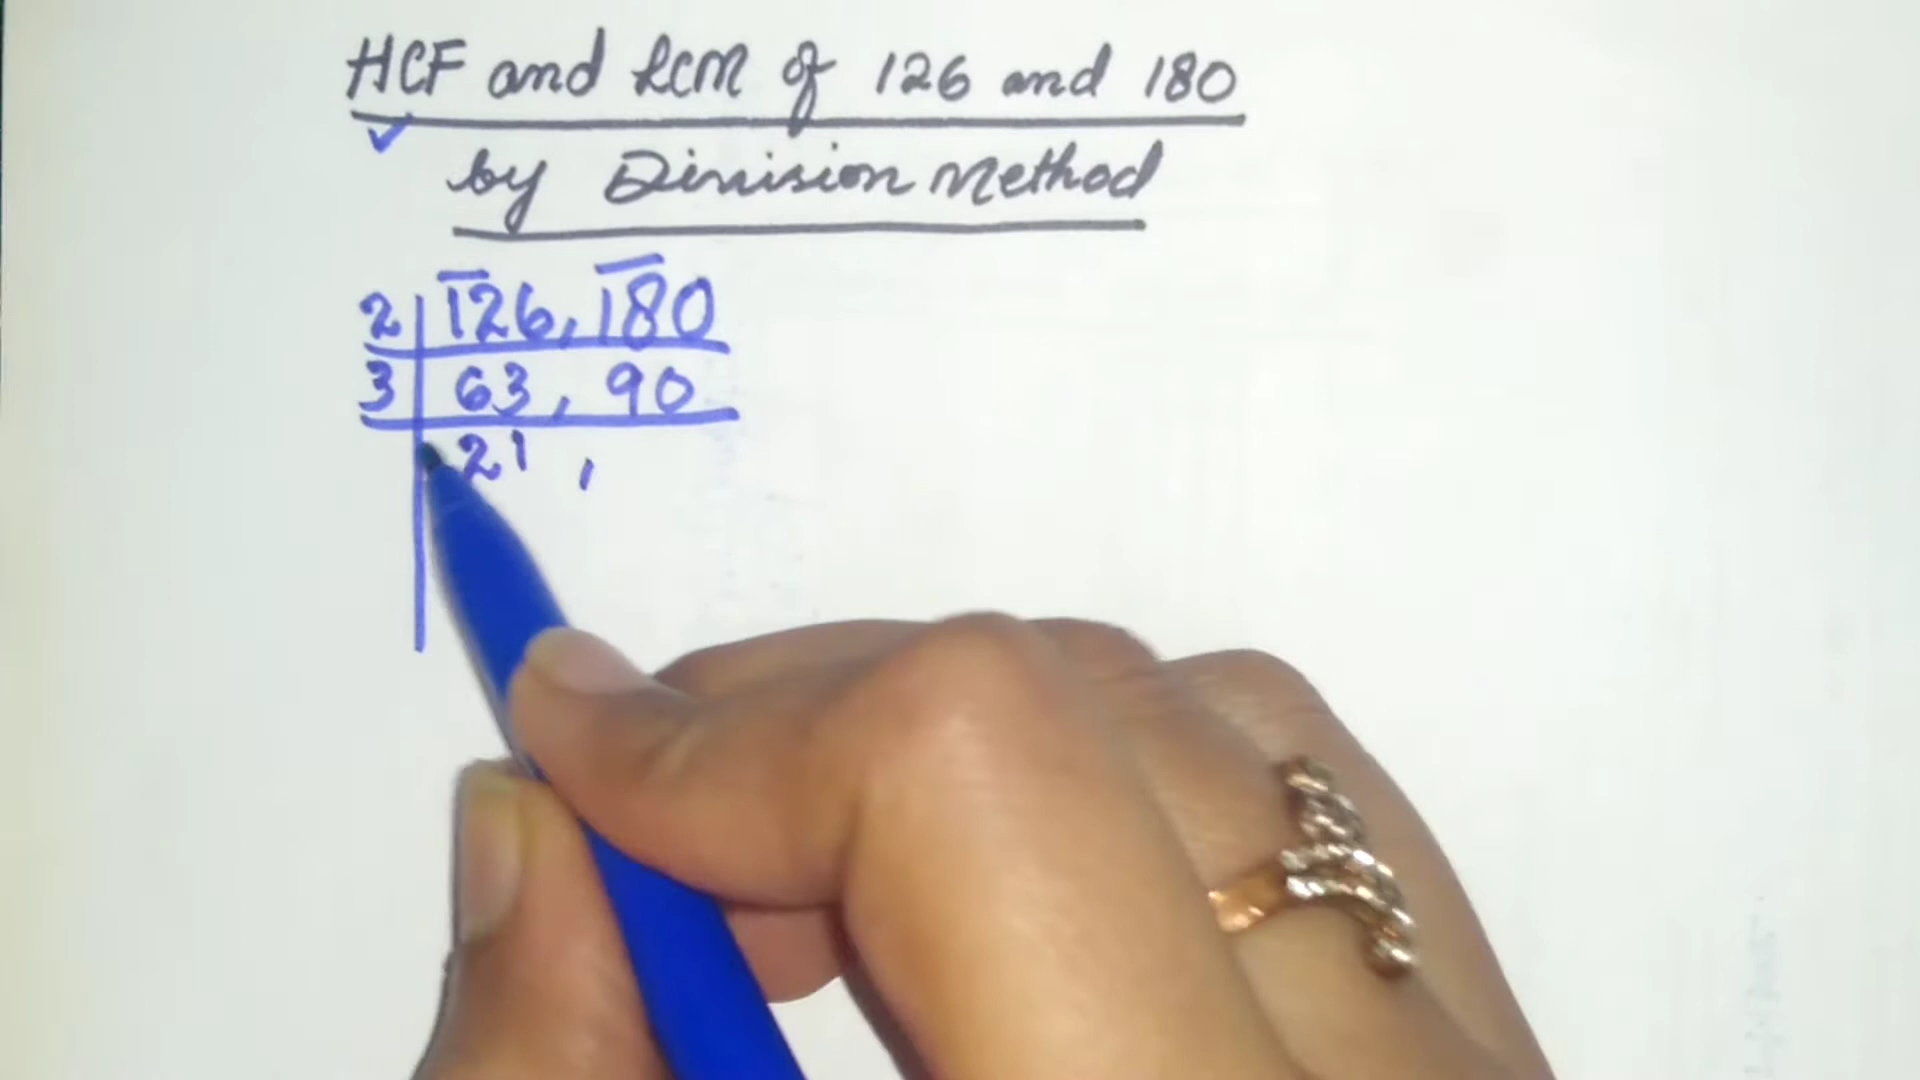 HCF and LCM of 126 and 180
by Division Method
2 126, 180
3 63, 90
21 ,